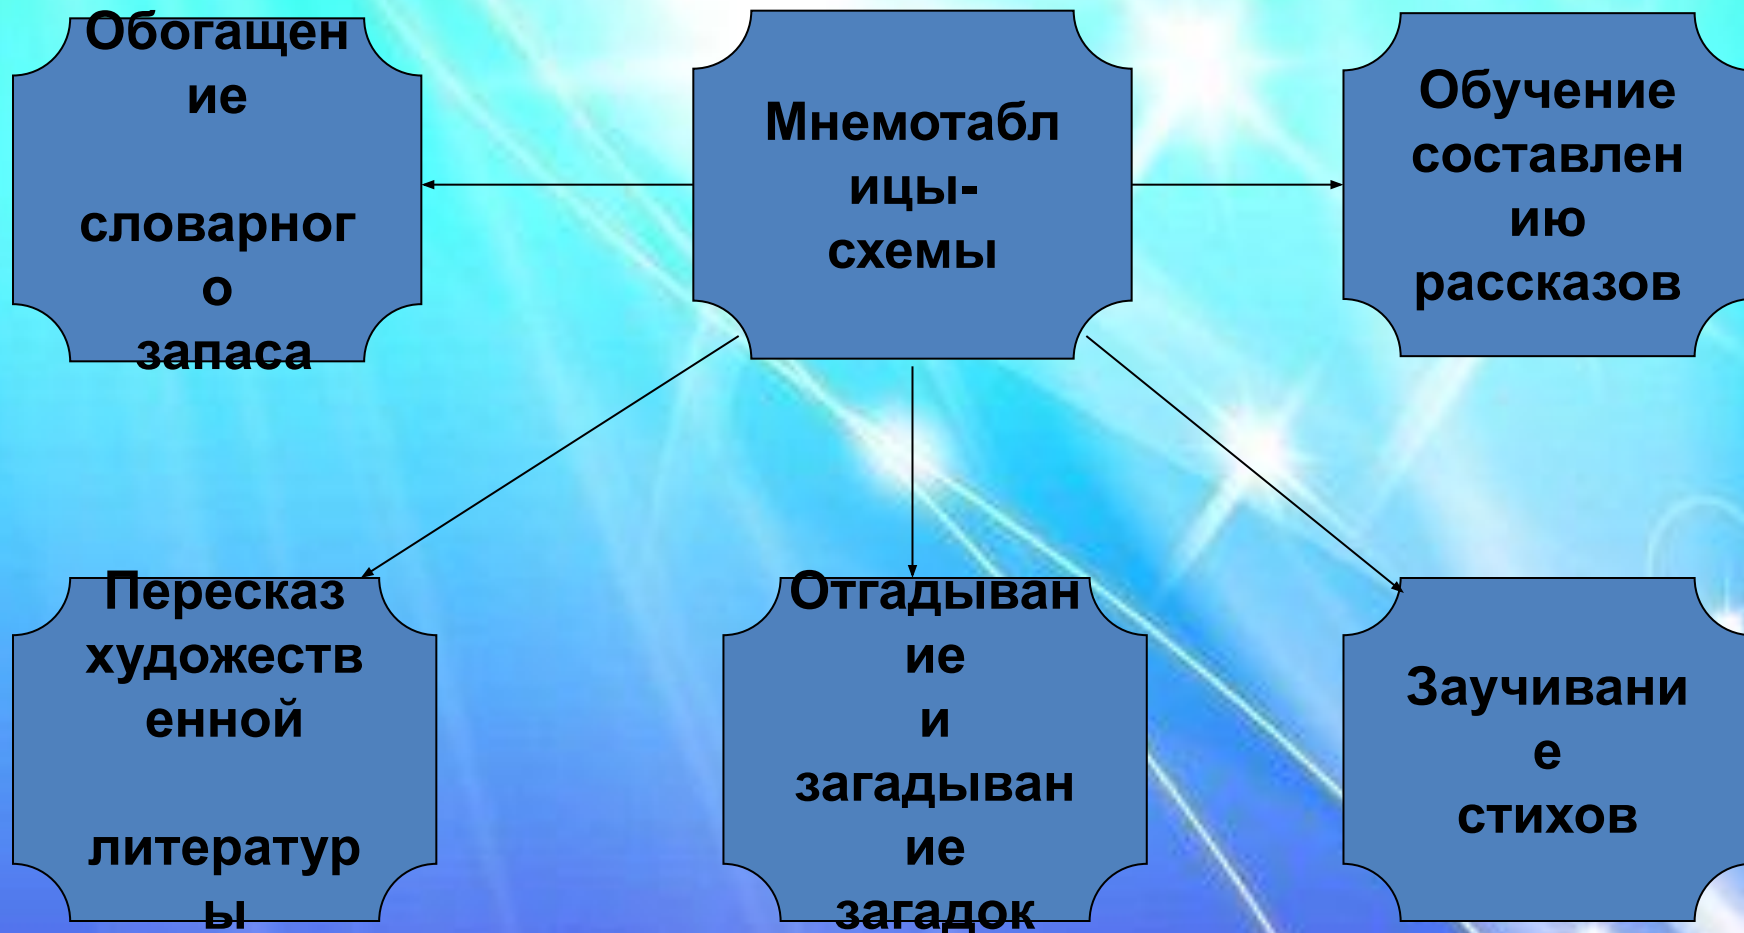 Обогащен
ие
словарног
о
запаса
Мнемотабл
ицы-
схемы
Обучение
составлен
ию
рассказов
Пересказ
художеств
енной
литератур
ы
Отгадыван
ие
и
загадыван
ие
загадок
Заучивани
е
стихов